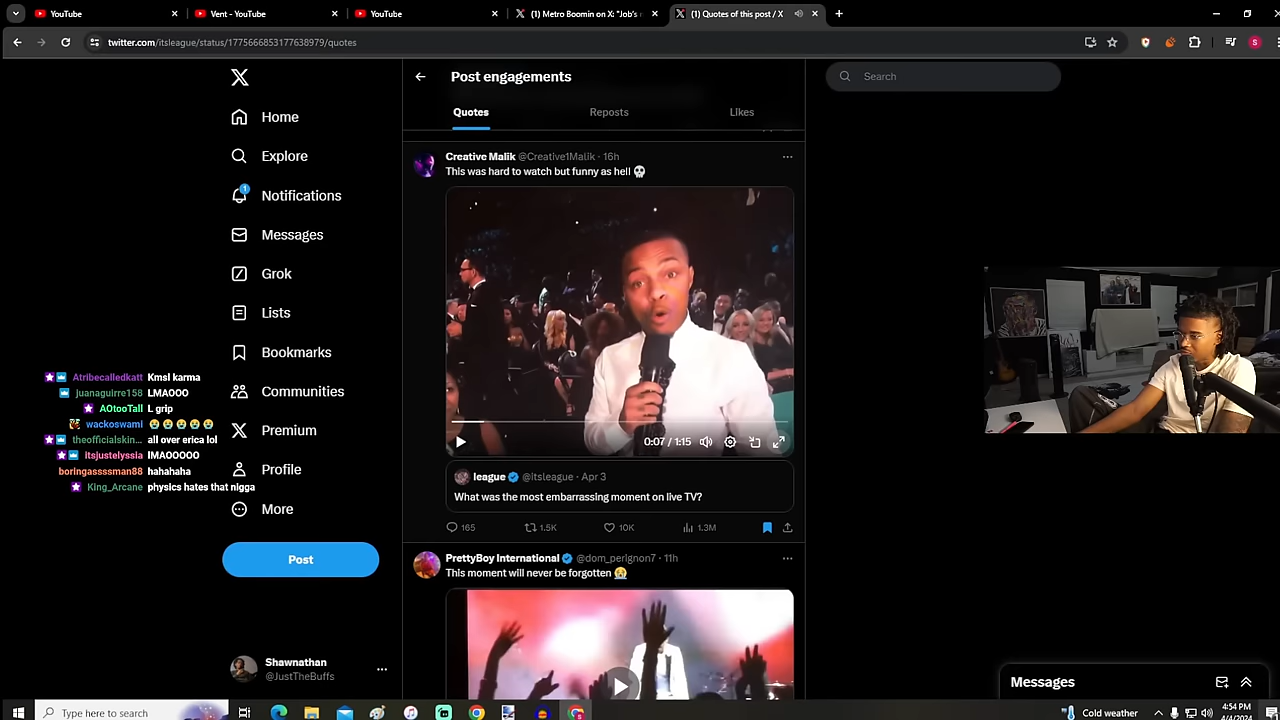 YouTube
Vent - YouTube
YouTube
(1) Metro Boomin on X: "Job's
(1) Quotes of this post / X
twitter.com/itsleague/status/1775666853177638979/quotes
S
Post engagements
Search
Quotes
Reposts
Likes
Home
Explore
1
Notifications
Messages
Grok
Lists
Bookmarks
Communities
Premium
Profile
More
Post
Shawnathan
@JustTheBuffs
Creative Malik @Creative1Malik · 16h
This was hard to watch but funny as hell 💀
0:07 / 1:15
league @itsleague · Apr 3
What was the most embarrassing moment on live TV?
165
1.5K
10K
1.3M
PrettyBoy International @dom_perignon7 · 11h
This moment will never be forgotten 😭
Atribecalledkatt Kmsl karma
juanaguirre158 LMAOOO
AOtooTall L grip
wackoswami 😭😭😭😭😭
theofficialskin... all over erica lol
itsjustelyssia lMAOOOOO
boringassssman88 hahahaha
King_Arcane physics hates that nigga
Messages
Type here to search
Cold weather
4:54 PM
4/4/2024